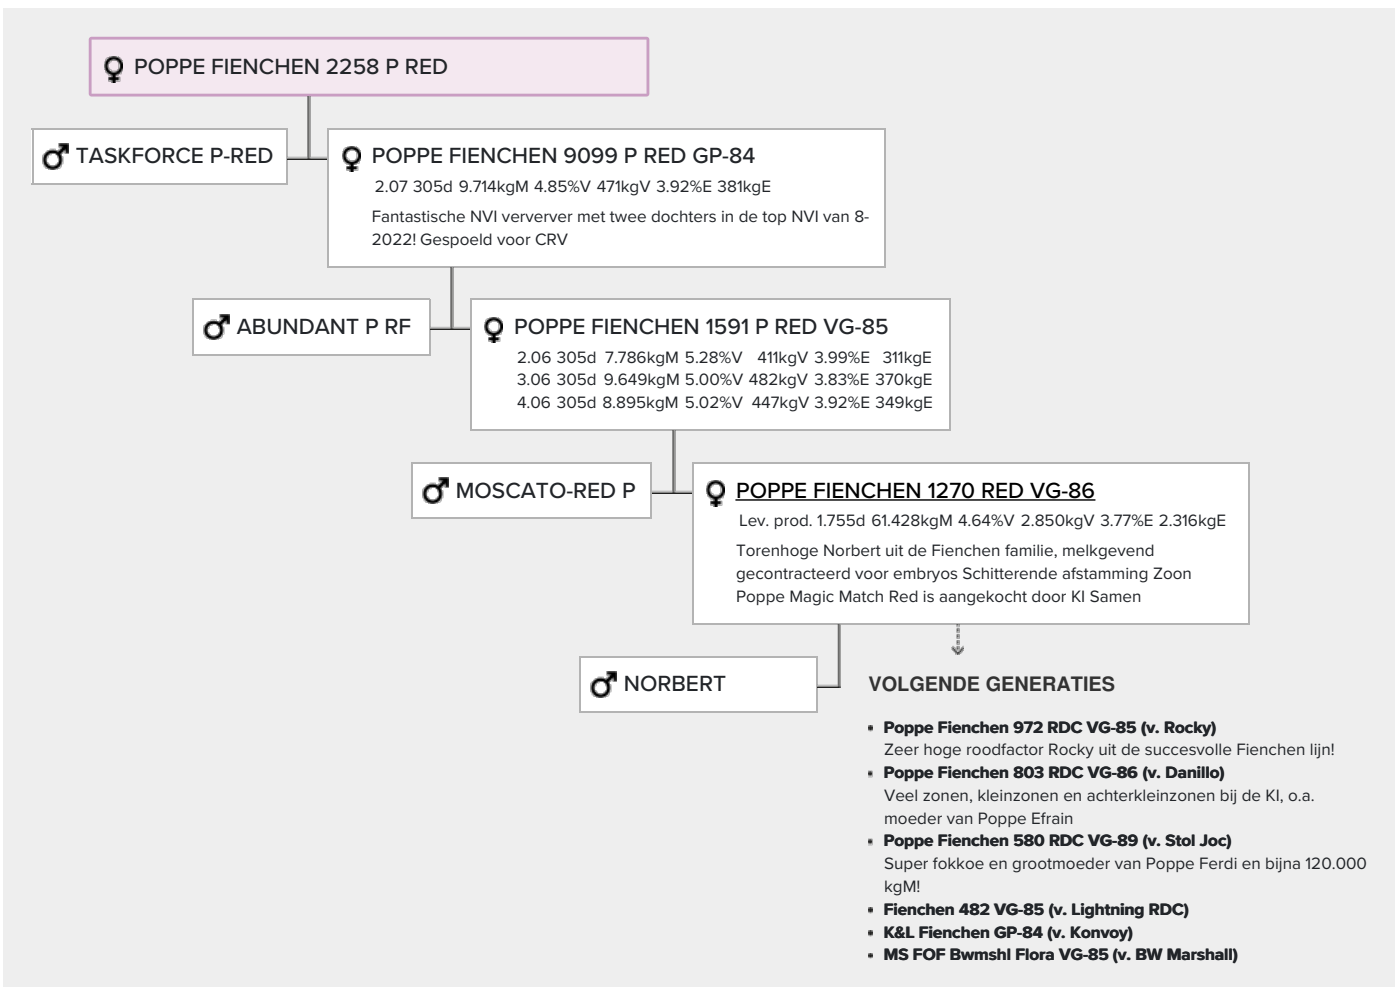 POPPE FIENCHEN 2258 P RED
TASKFORCE P-RED
POPPE FIENCHEN 9099 P RED GP-84
2.07 305d 9.714kgM 4.85%V 471kgV 3.92%E 381kgE
Fantastische NVI ververver met twee dochters in de top NVI van 8-
2022! Gespoeld voor CRV
ABUNDANT P RF
POPPE FIENCHEN 1591 P RED VG-85
2.06 305d 7.786kgM 5.28%V 411kgV 3.99%E 311kgE
3.06 305d 9.649kgM 5.00%V 482kgV 3.83%E 370kgE
4.06 305d 8.895kgM 5.02%V 447kgV 3.92%E 349kgE
MOSCATO-RED P
POPPE FIENCHEN 1270 RED VG-86
Lev. prod. 1.755d 61.428kgM 4.64%V 2.850kgV 3.77%E 2.316kgE
Torenhoge Norbert uit de Fienchen familie, melkgevend
gecontracteerd voor embryos Schitterende afstamming Zoon
Poppe Magic Match Red is aangekocht door KI Samen
NORBERT
VOLGENDE GENERATIES
• Poppe Fienchen 972 RDC VG-85 (v. Rocky)
Zeer hoge roodfactor Rocky uit de succesvolle Fienchen lijn!
• Poppe Fienchen 803 RDC VG-86 (v. Danillo)
Veel zonen, kleinzonen en achterkleinzonen bij de KI, o.a.
moeder van Poppe Efrain
• Poppe Fienchen 580 RDC VG-89 (v. Stol Joc)
Super fokkoe en grootmoeder van Poppe Ferdi en bijna 120.000
kgM!
• Fienchen 482 VG-85 (v. Lightning RDC)
• K&L Fienchen GP-84 (v. Konvoy)
• MS FOF Bwmshl Flora VG-85 (v. BW Marshall)